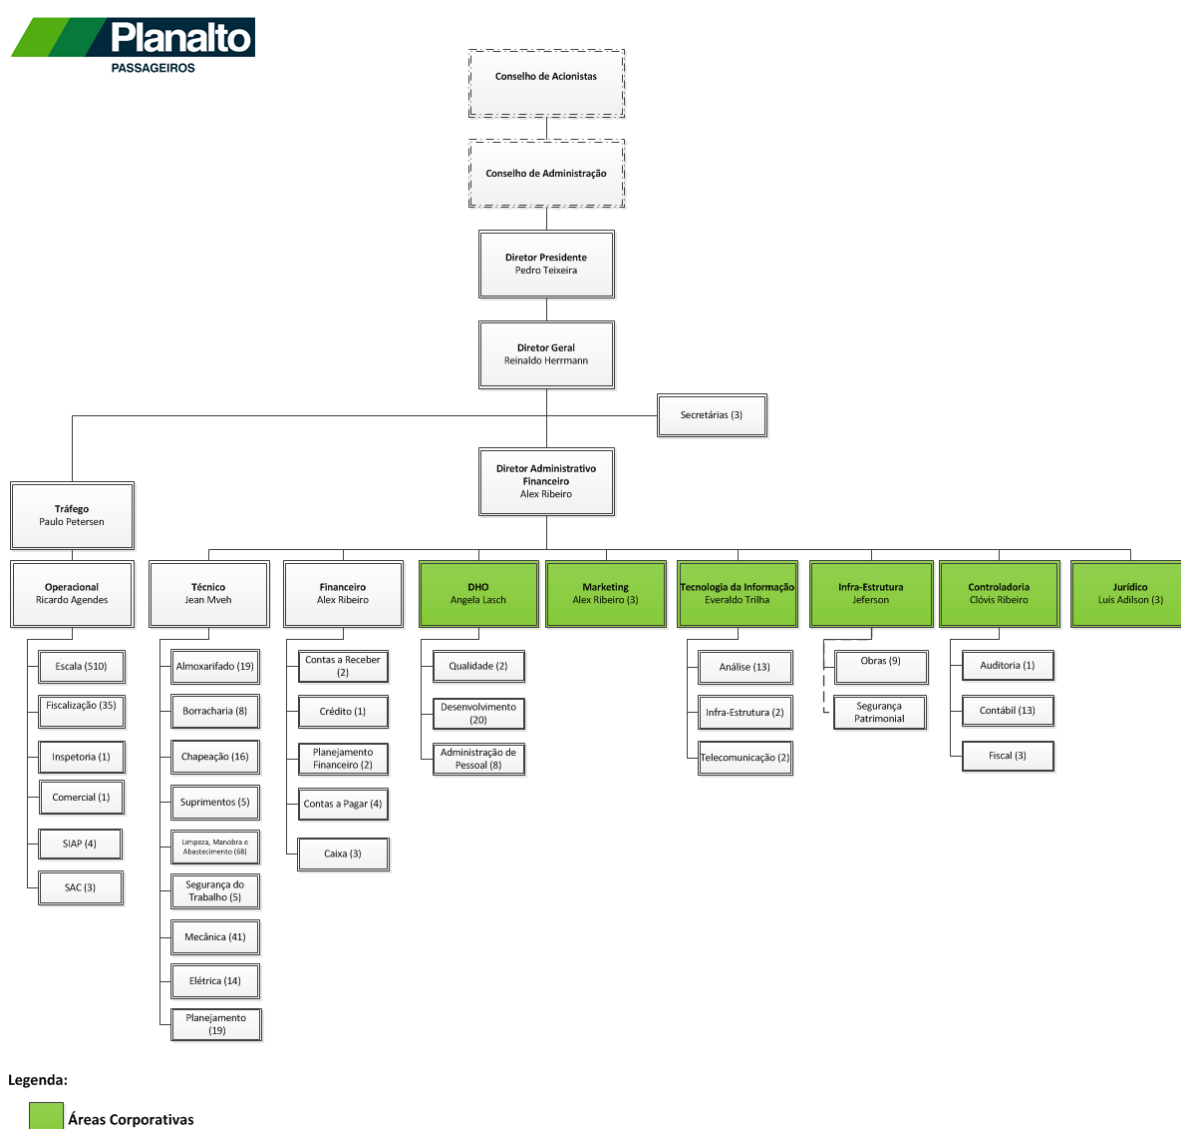 Planalto
PASSAGEIROS
Conselho de Acionistas
Conselho de Administração
Diretor Presidente
Pedro Teixeira
Diretor Geral
Reinaldo Herrmann
Secretárias (3)
Diretor Administrativo
Financeiro
Alex Ribeiro
Tráfego
Paulo Petersen
Operacional
Ricardo Agendes
Técnico
Jean Mveh
Financeiro
Alex Ribeiro
DHO
Angela Lasch
Marketing
Alex Ribeiro (3)
Tecnologia da Informação
Everaldo Trilha
Infra-Estrutura
Jeferson
Controladoria
Clóvis Ribeiro
Jurídico
Luís Adilson (3)
Escala (510)
Fiscalização (35)
Inspetoria (1)
Comercial (1)
SIAP (4)
SAC (3)
Almoxarifado (19)
Borracharia (8)
Chapeação (16)
Suprimentos (5)
Limpeza, Manobra e
Abastecimento (68)
Segurança do
Trabalho (5)
Mecânica (41)
Elétrica (14)
Planejamento
(19)
Contas a Receber
(2)
Crédito (1)
Planejamento
Financeiro (2)
Contas a Pagar (4)
Caixa (3)
Qualidade (2)
Desenvolvimento
(20)
Administração de
Pessoal (8)
Análise (13)
Infra-Estrutura (2)
Telecomunicação (2)
Obras (9)
Segurança
Patrimonial
Auditoria (1)
Contábil (13)
Fiscal (3)
Legenda:
Áreas Corporativas